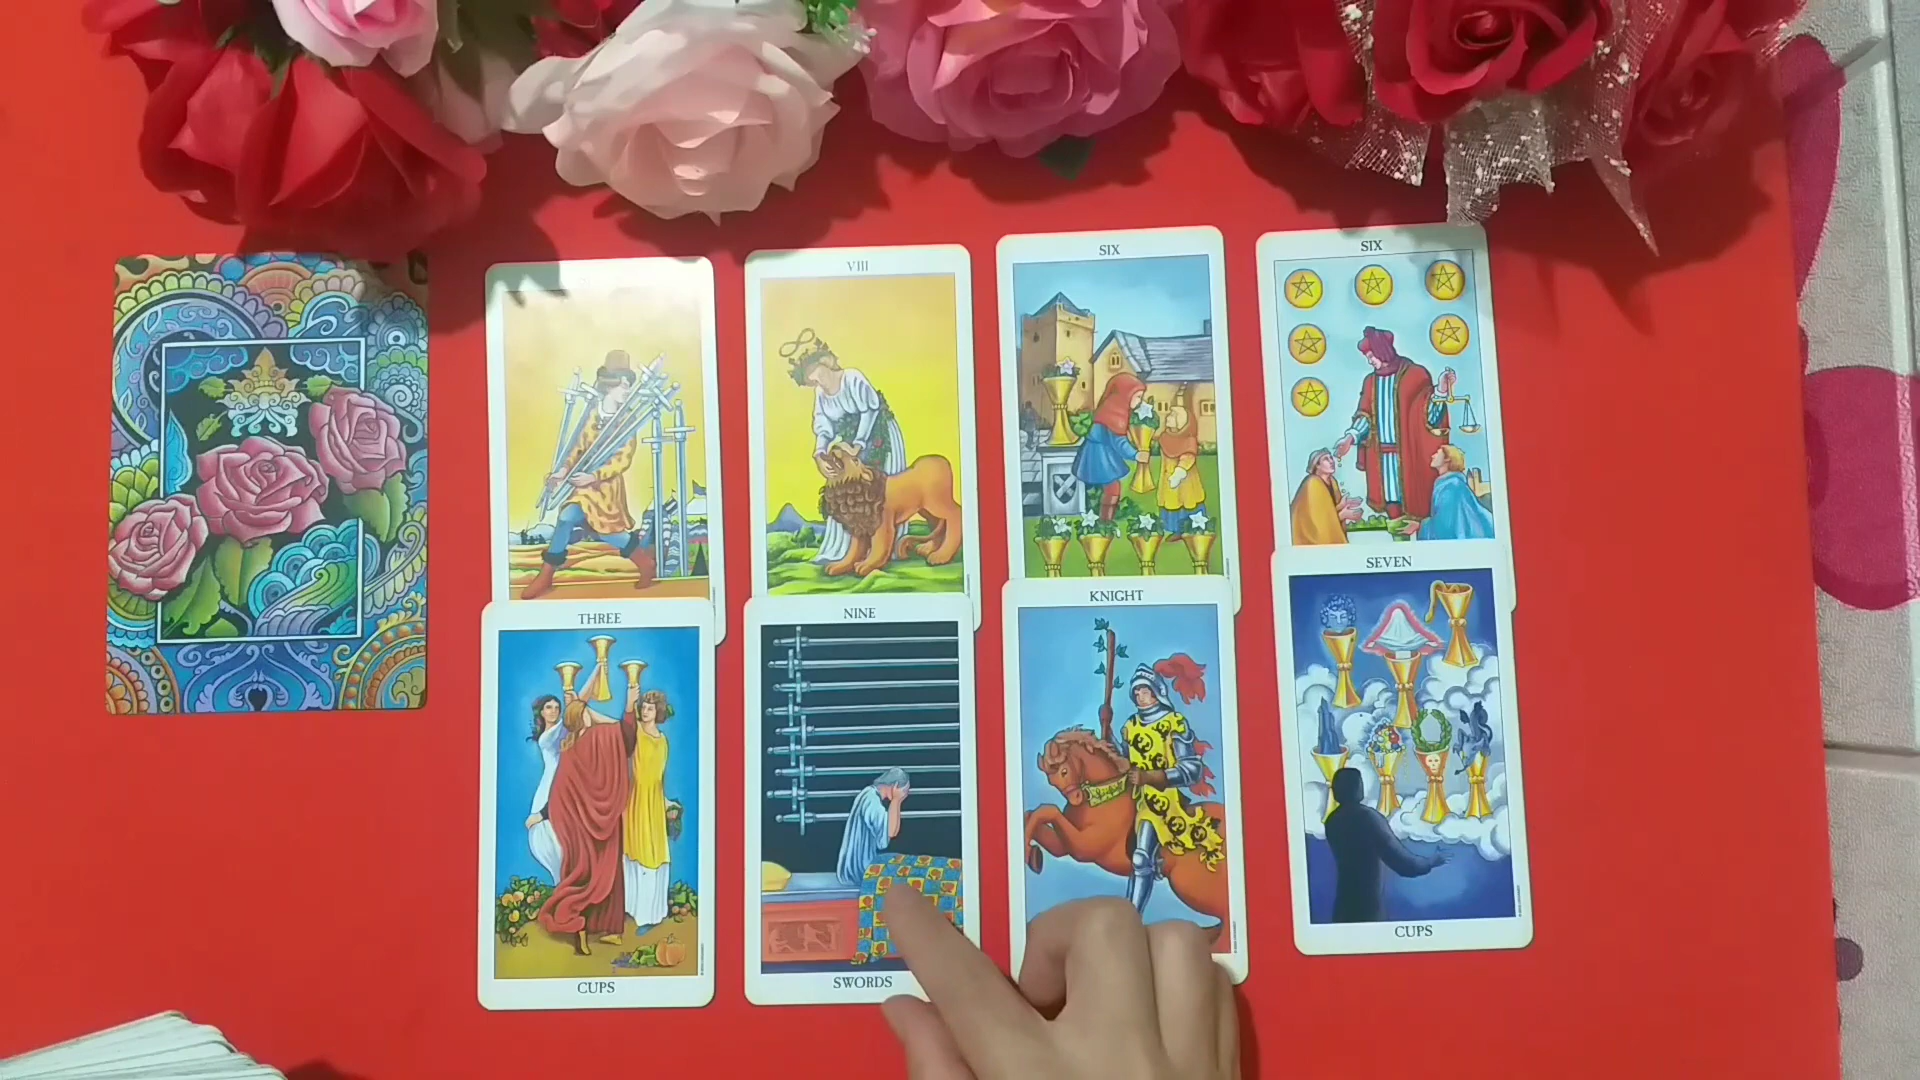 VIII
SIX
SIX
THREE
NINE
KNIGHT
SEVEN
CUPS
SWORDS
CUPS